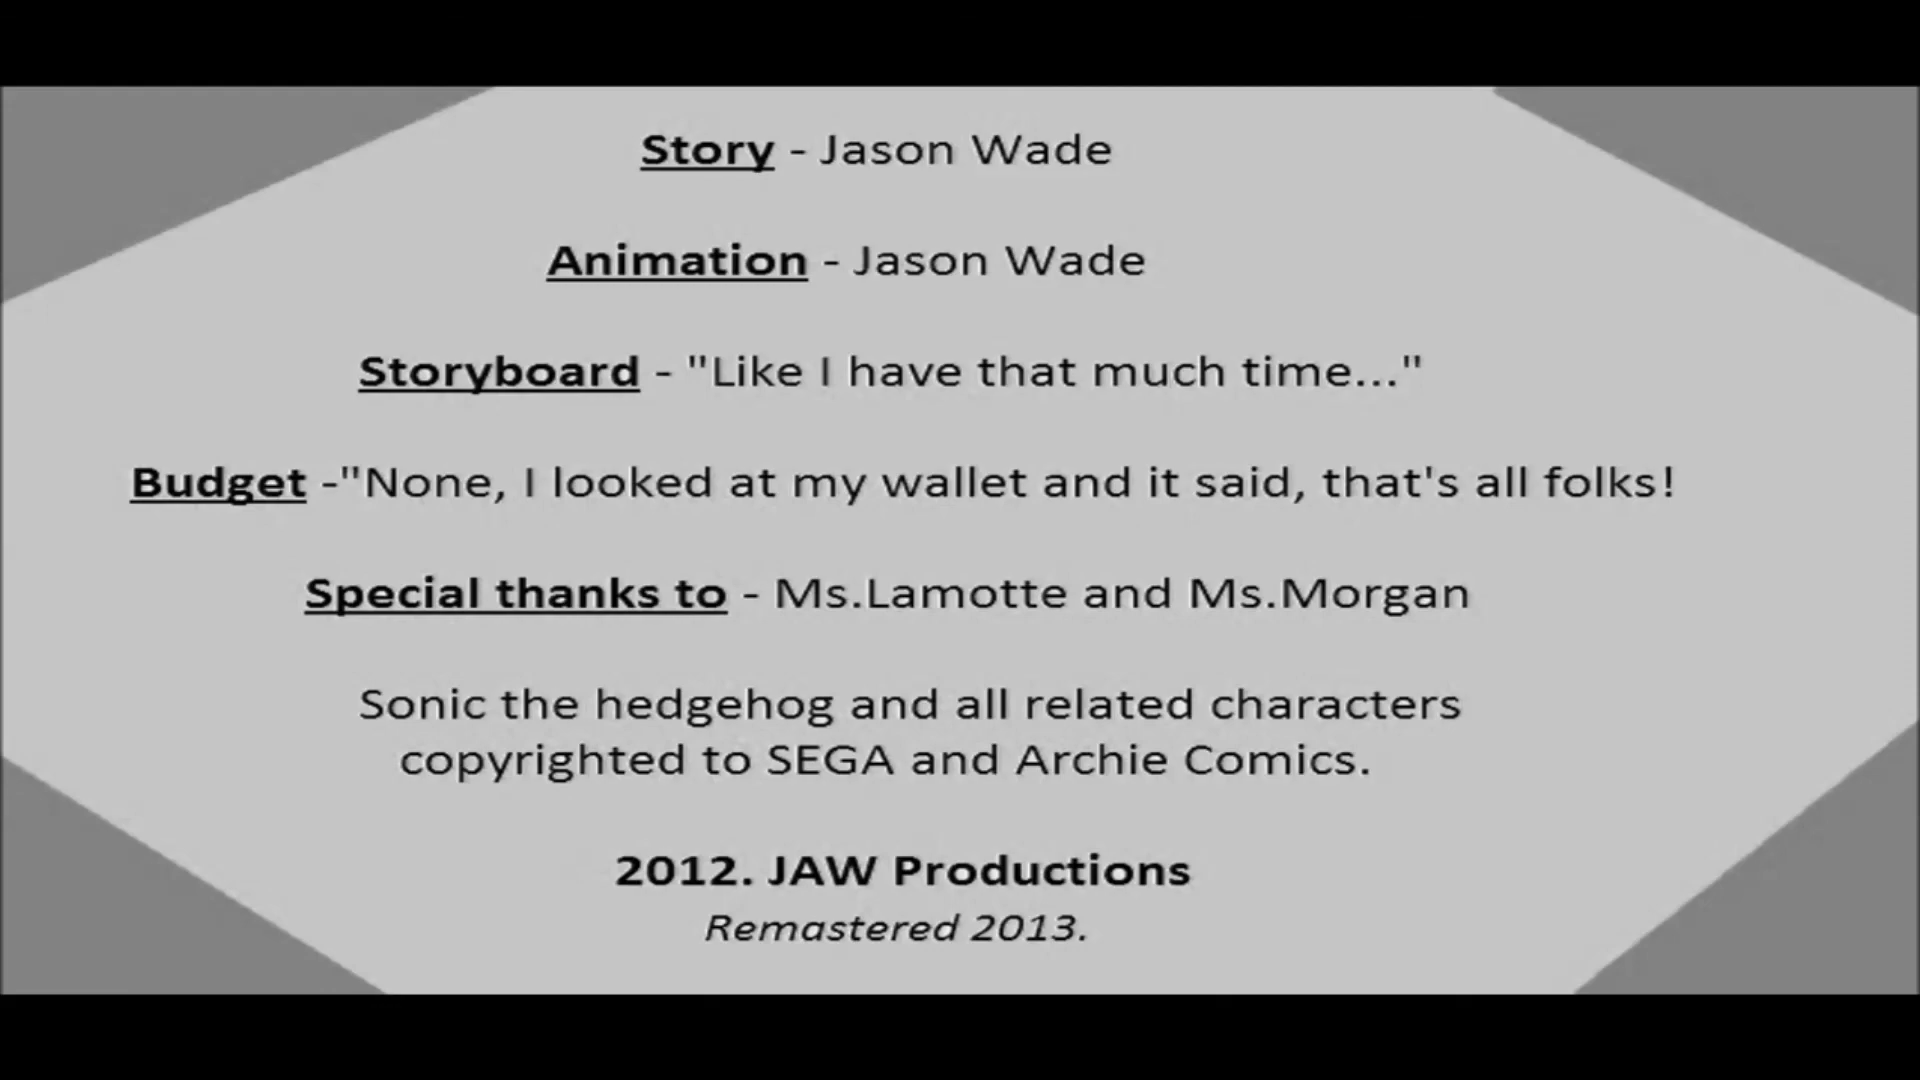 Story - Jason Wade
Animation - Jason Wade
Storyboard - "Like I have that much time..."
Budget -"None, I looked at my wallet and it said, that's all folks!
Special thanks to - Ms.Lamotte and Ms.Morgan
Sonic the hedgehog and all related characters
copyrighted to SEGA and Archie Comics.
2012. JAW Productions
Remastered 2013.